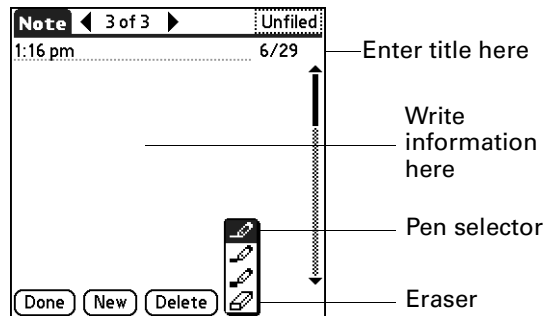 Note 3 of 3 Unfiled
1:16 pm 6/29
Enter title here
Write
information
here
Pen selector
Done New Delete
Eraser